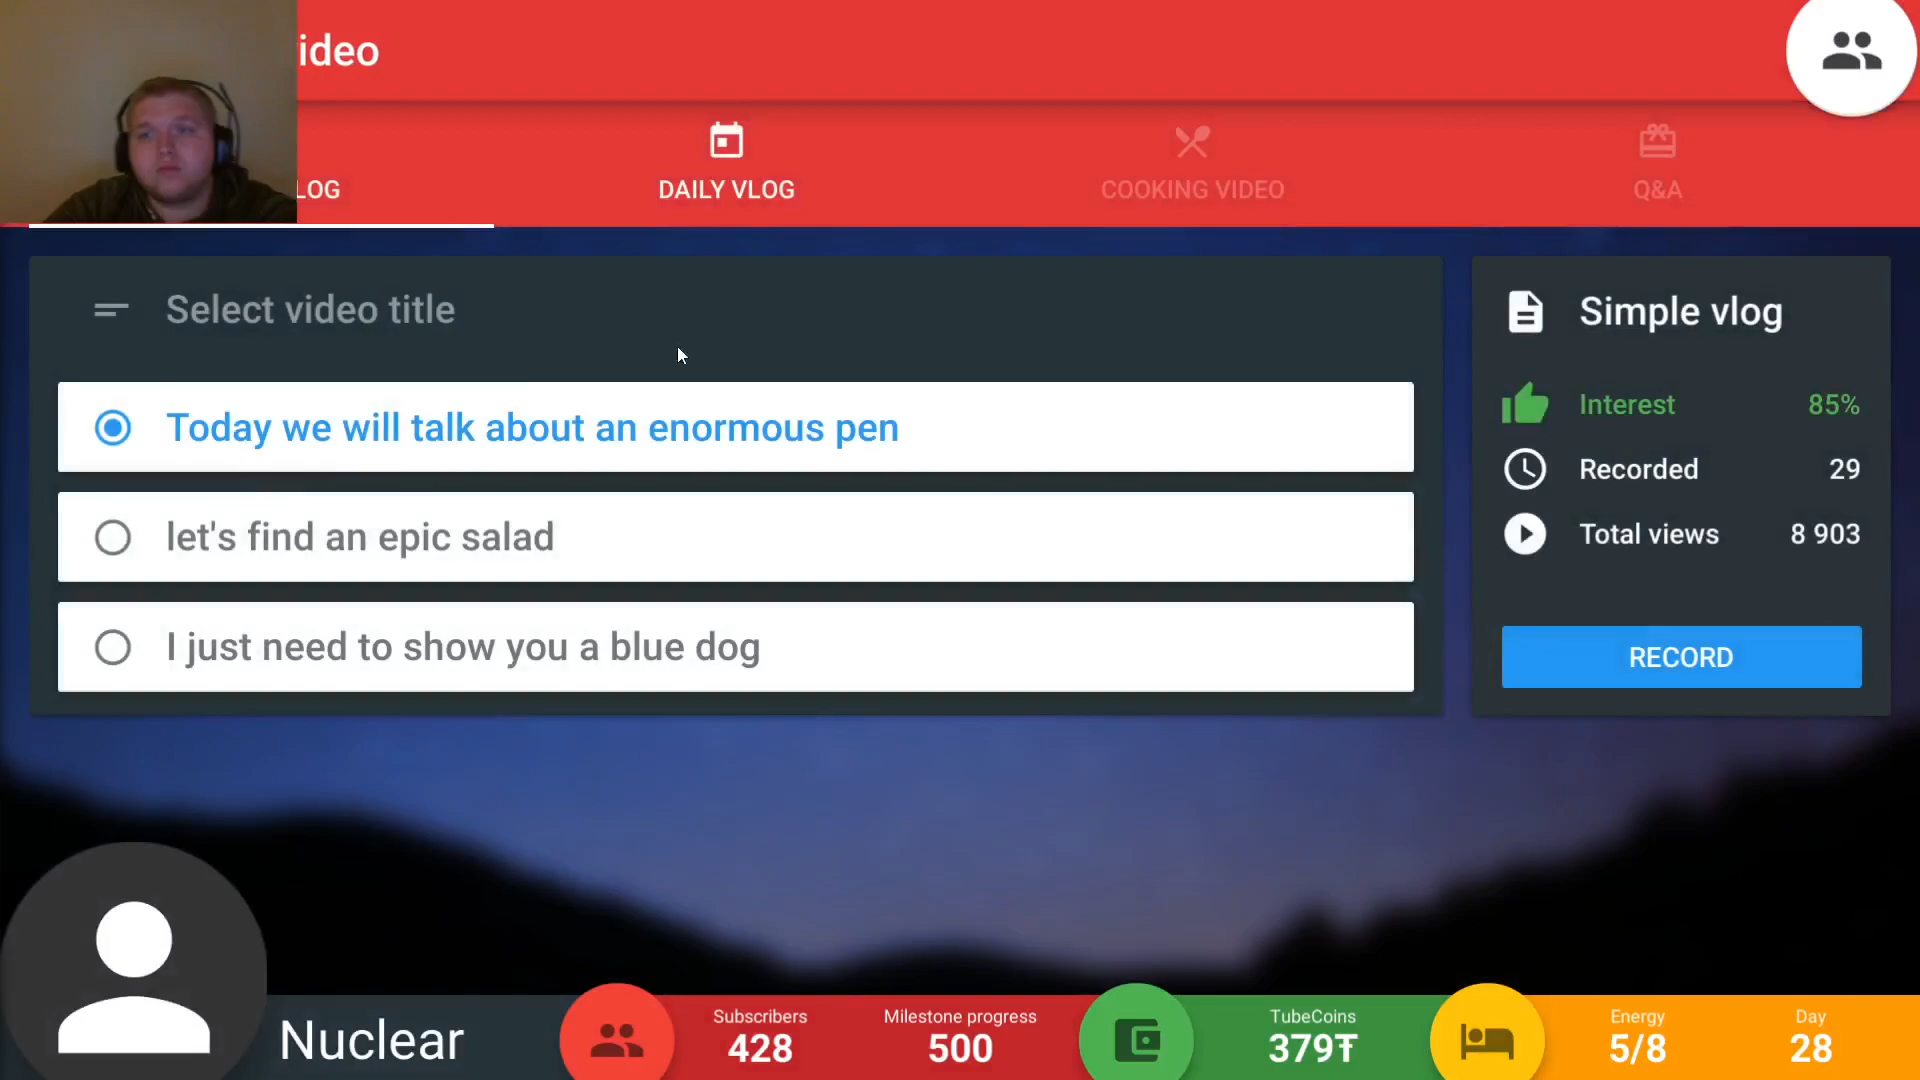 ideo
LOG
DAILY VLOG
COOKING VIDEO
Q&A
Select video title
Today we will talk about an enormous pen
let's find an epic salad
I just need to show you a blue dog
Simple vlog
Interest 85%
Recorded 29
Total views 8 903
RECORD
Nuclear
Subscribers
428
Milestone progress
500
TubeCoins
379Ŧ
Energy
5/8
Day
28